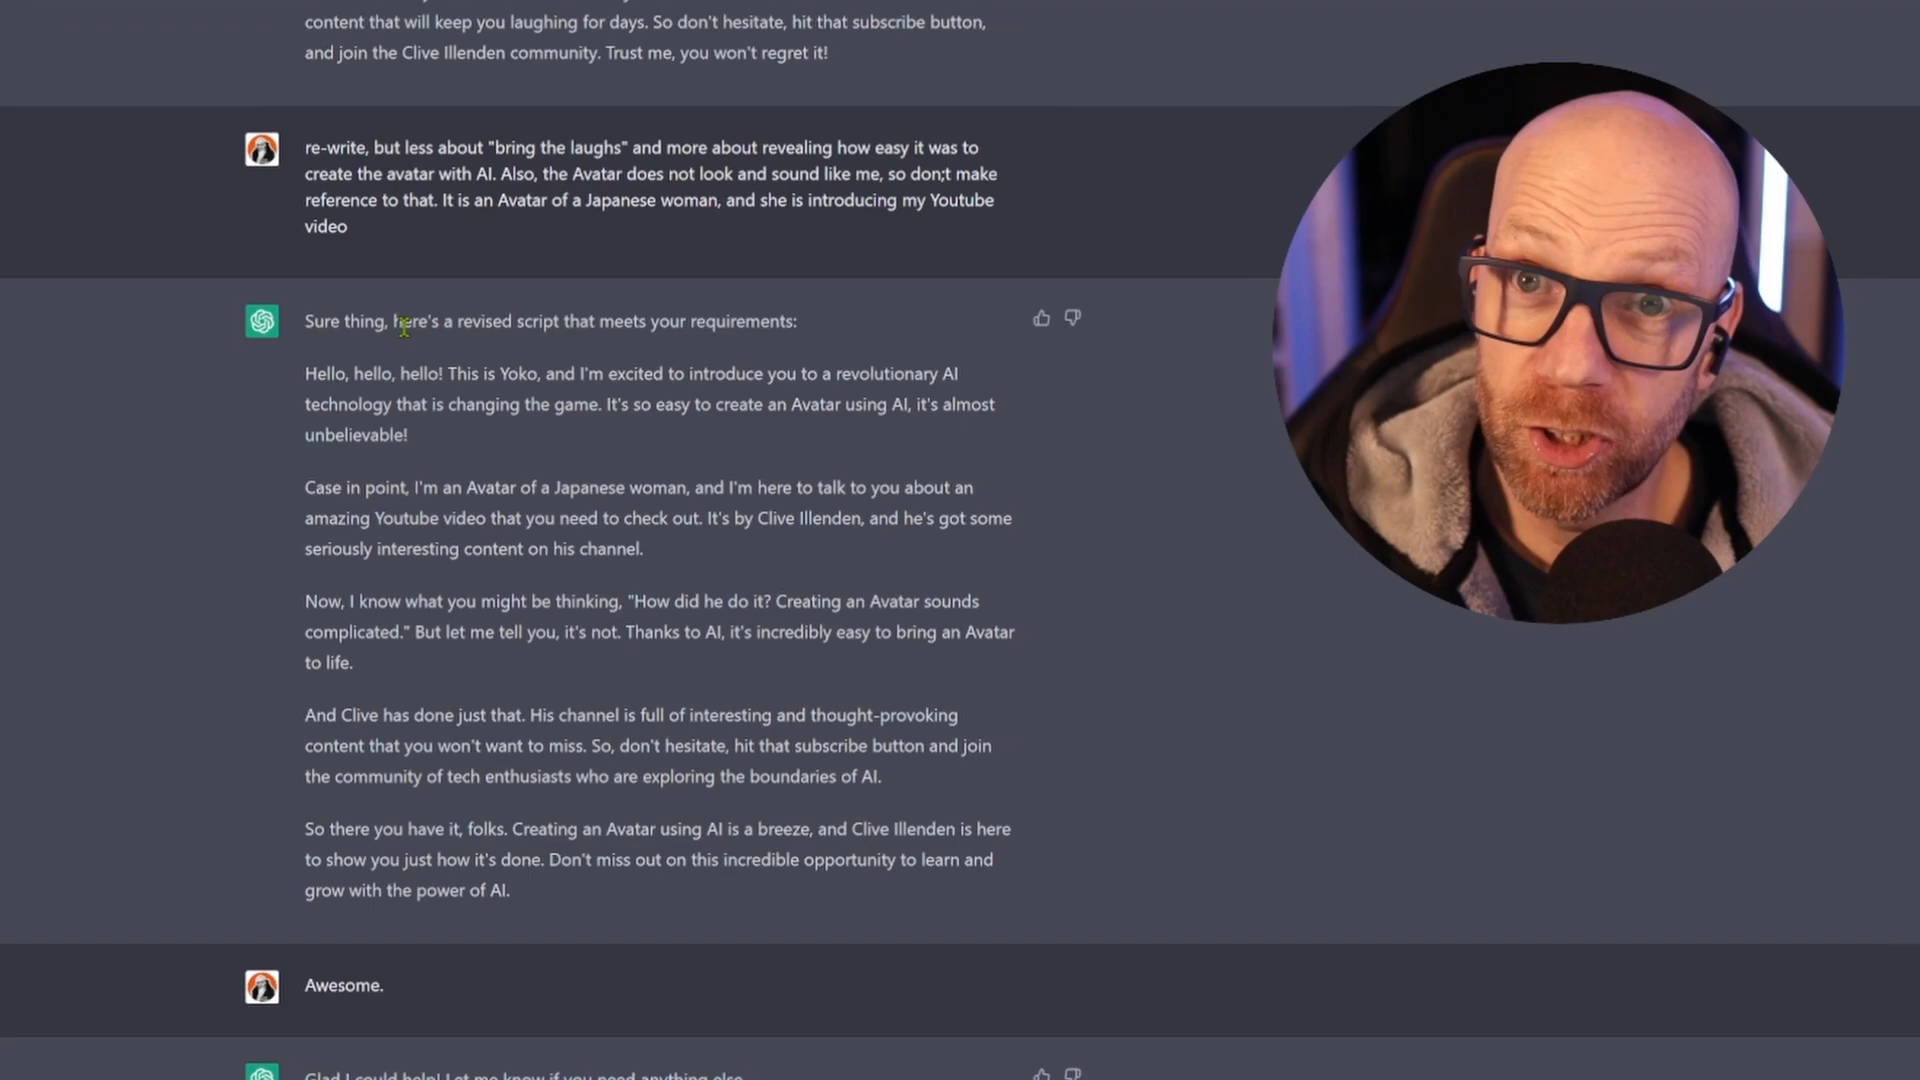 content that will keep you laughing for days. So don't hesitate, hit that subscribe button,
and join the Clive Illenden community. Trust me, you won't regret it!
re-write, but less about "bring the laughs" and more about revealing how easy it was to
create the avatar with AI. Also, the Avatar does not look and sound like me, so don;t make
reference to that. It is an Avatar of a Japanese woman, and she is introducing my Youtube
video
Sure thing, here's a revised script that meets your requirements:
Hello, hello, hello! This is Yoko, and I'm excited to introduce you to a revolutionary AI
technology that is changing the game. It's so easy to create an Avatar using AI, it's almost
unbelievable!
Case in point, I'm an Avatar of a Japanese woman, and I'm here to talk to you about an
amazing Youtube video that you need to check out. It's by Clive Illenden, and he's got some
seriously interesting content on his channel.
Now, I know what you might be thinking, "How did he do it? Creating an Avatar sounds
complicated." But let me tell you, it's not. Thanks to AI, it's incredibly easy to bring an Avatar
to life.
And Clive has done just that. His channel is full of interesting and thought-provoking
content that you won't want to miss. So, don't hesitate, hit that subscribe button and join
the community of tech enthusiasts who are exploring the boundaries of AI.
So there you have it, folks. Creating an Avatar using AI is a breeze, and Clive Illenden is here
to show you just how it's done. Don't miss out on this incredible opportunity to learn and
grow with the power of AI.
Awesome.
Glad I could help! Let me know if you need anything else.